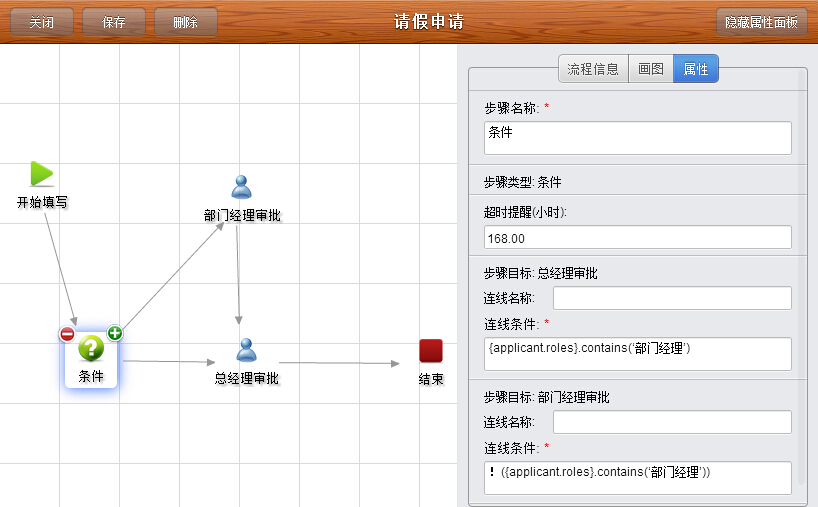 关闭 保存 删除 请假申请 隐藏属性面板
流程信息 画图 属性
步骤名称: *
条件
步骤类型: 条件
超时提醒(小时):
168.00
步骤目标: 总经理审批
连线名称:
连线条件: *
{applicant.roles}.contains('部门经理')
步骤目标: 部门经理审批
连线名称:
连线条件: *
! ({applicant.roles}.contains('部门经理'))
开始填写
部门经理审批
条件
总经理审批
结束